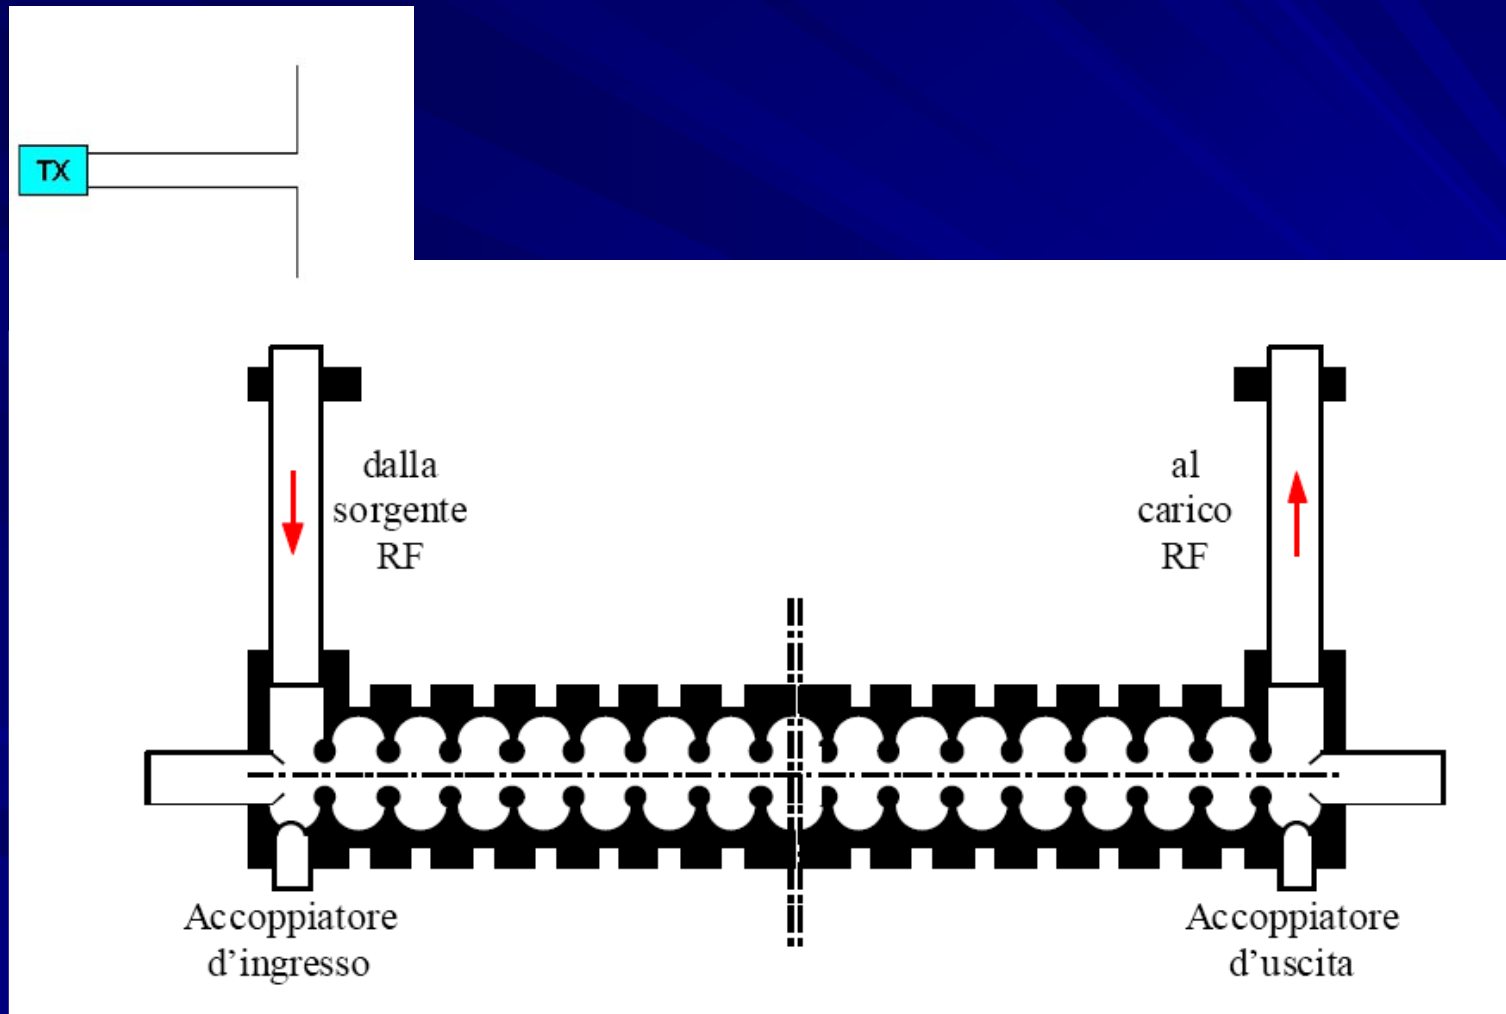 TX
dalla
sorgente
RF
al
carico
RF
Accoppiatore
d’ingresso
Accoppiatore
d’uscita